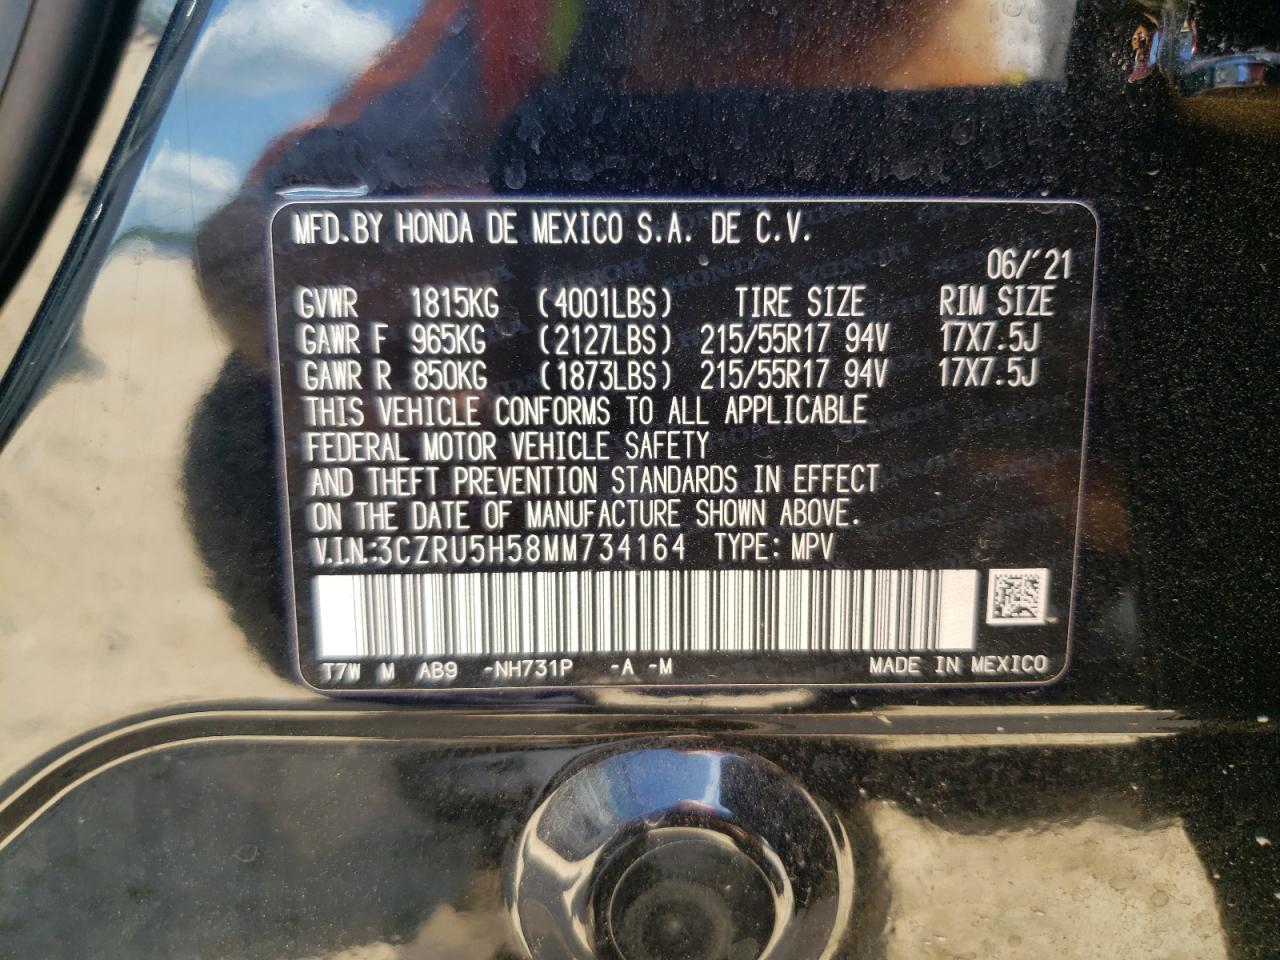 MFD.BY HONDA DE MEXICO S.A. DE C.V.
06/'21
GVWR 1815KG (4001LBS) TIRE SIZE RIM SIZE
GAWR F 965KG (2127LBS) 215/55R17 94V 17X7.5J
GAWR R 850KG (1873LBS) 215/55R17 94V 17X7.5J
THIS VEHICLE CONFORMS TO ALL APPLICABLE
FEDERAL MOTOR VEHICLE SAFETY
AND THEFT PREVENTION STANDARDS IN EFFECT
ON THE DATE OF MANUFACTURE SHOWN ABOVE.
V.I.N.:3CZRU5H58MM734164 TYPE: MPV
T7W M AB9 -NH731P -A -M MADE IN MEXICO